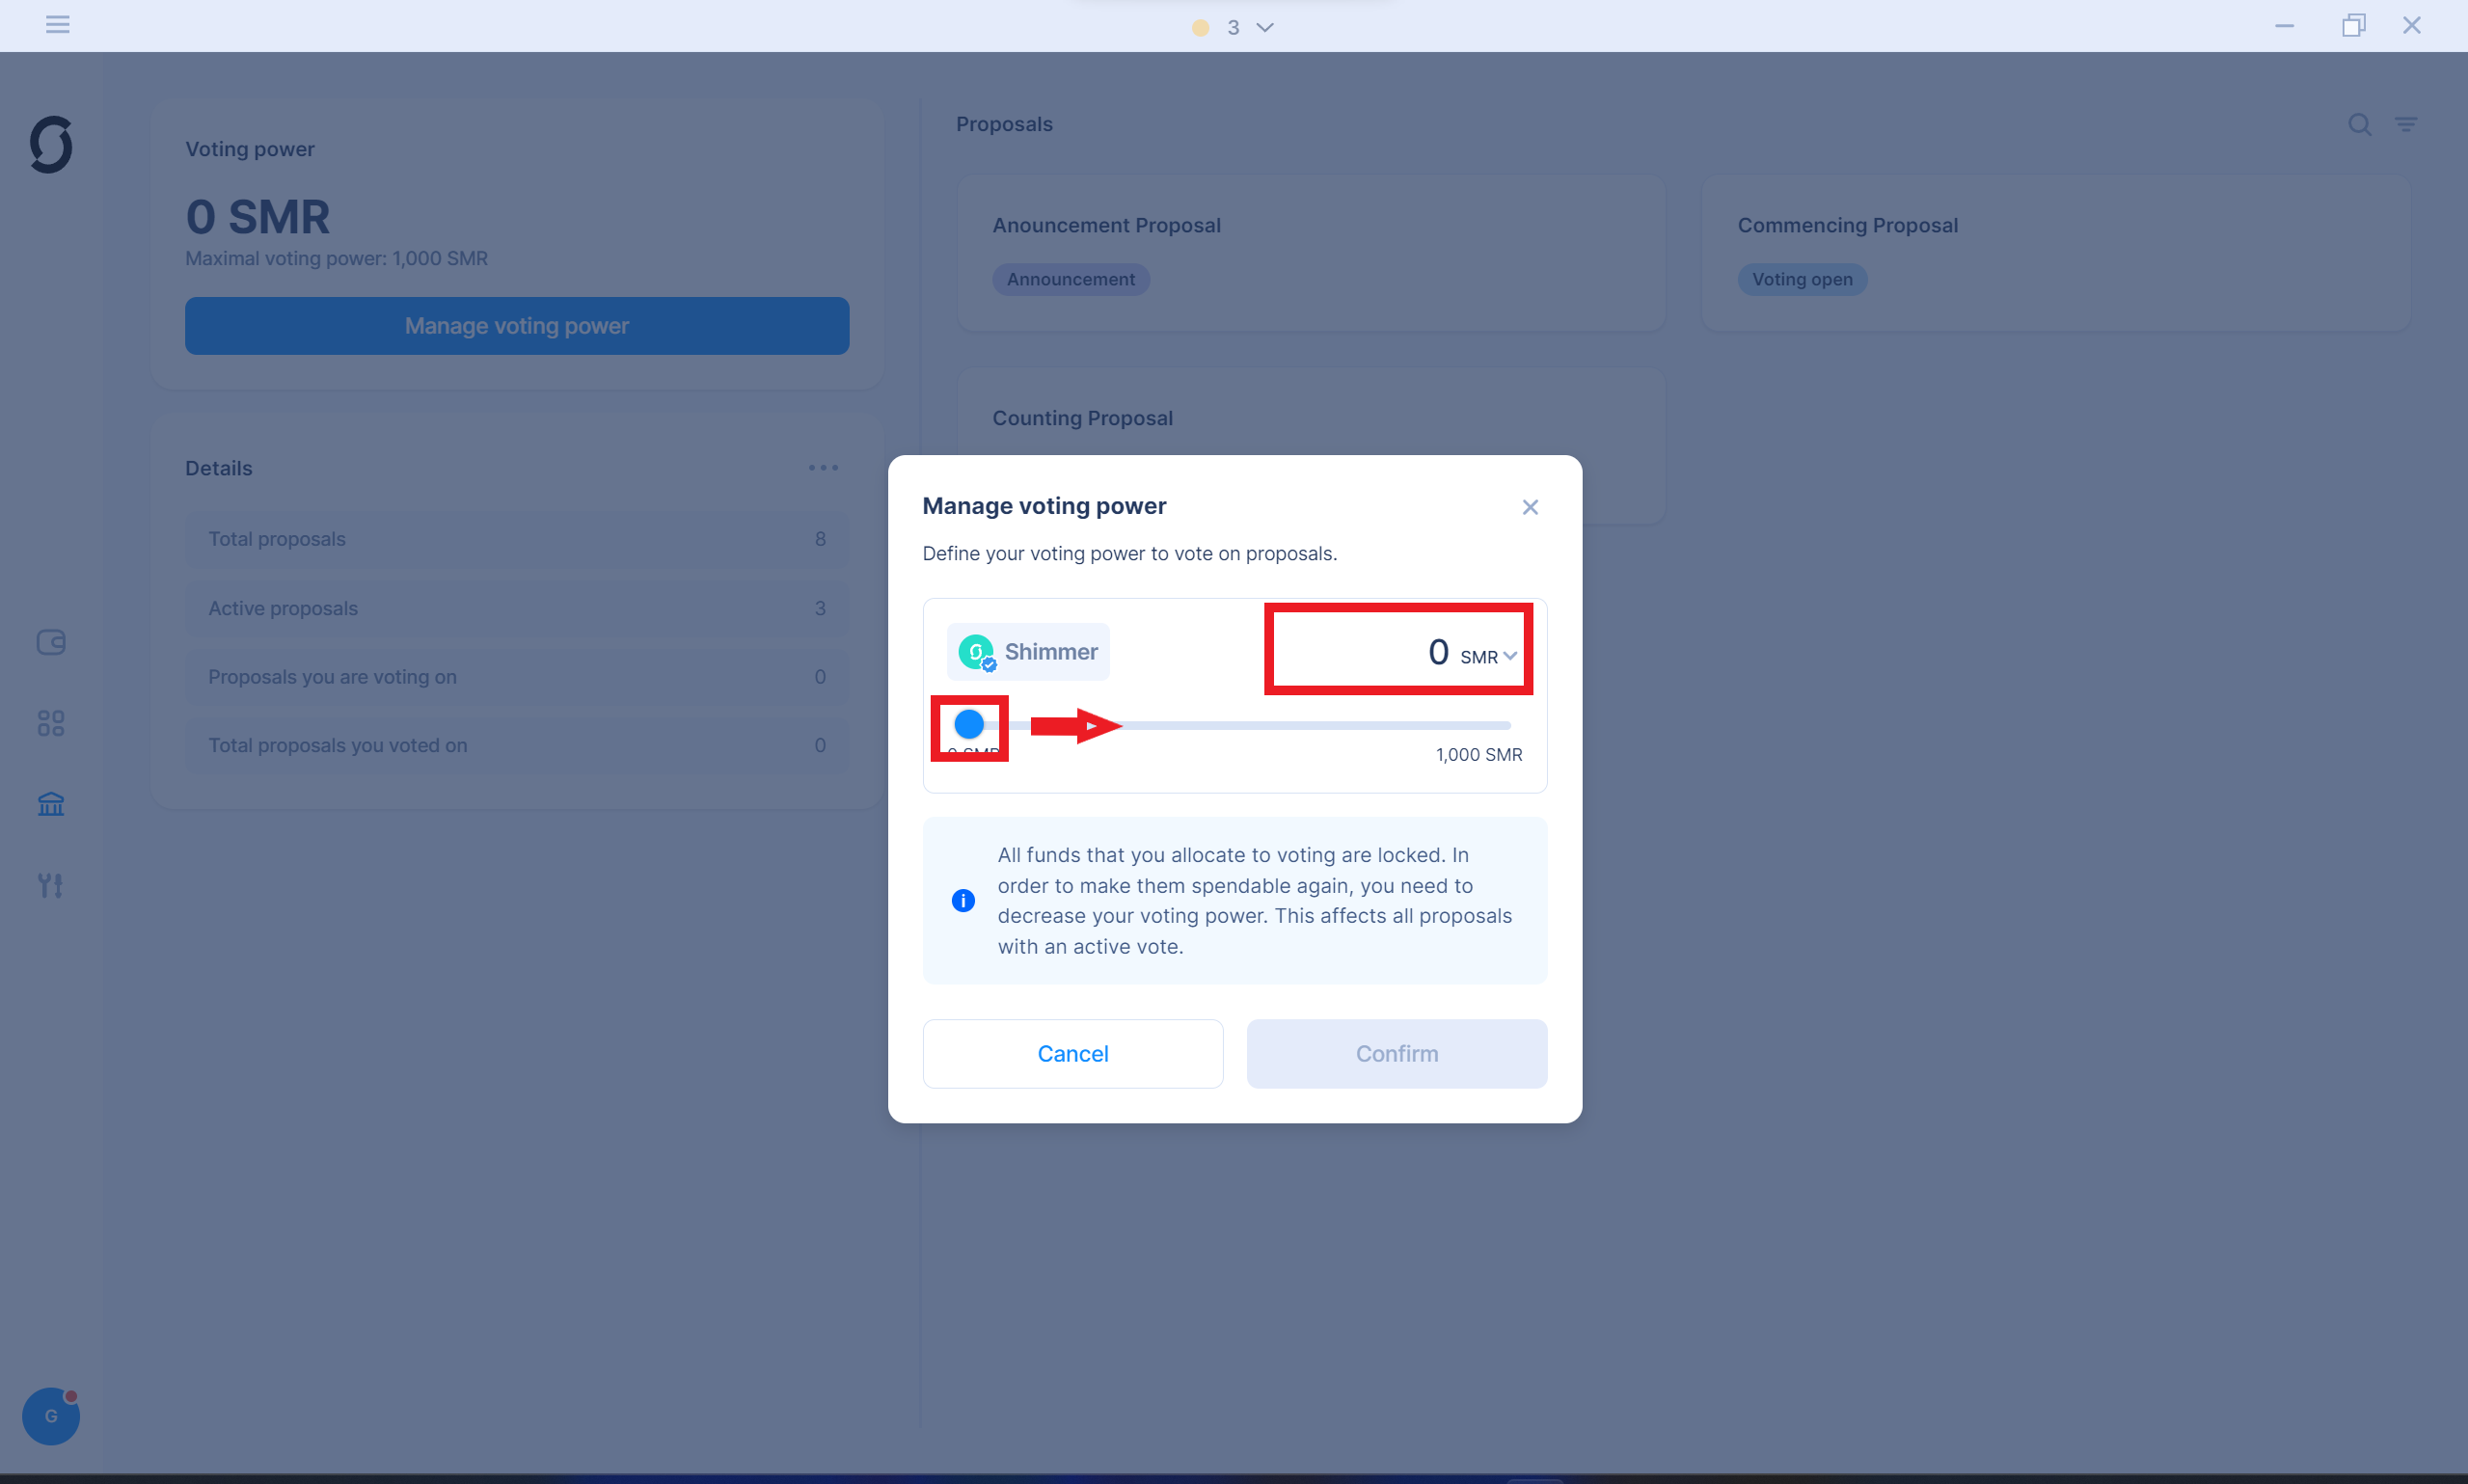 3
Voting power
0 SMR
Maximal voting power: 1,000 SMR
Manage voting power
Details
Total proposals 8
Active proposals 3
Proposals you are voting on 0
Total proposals you voted on 0
G
Proposals
Anouncement Proposal
Announcement
Commencing Proposal
Voting open
Counting Proposal
Manage voting power
Define your voting power to vote on proposals.
Shimmer
0 SMR
0 SMR
1,000 SMR
All funds that you allocate to voting are locked. In
order to make them spendable again, you need to
decrease your voting power. This affects all proposals
with an active vote.
Cancel
Confirm